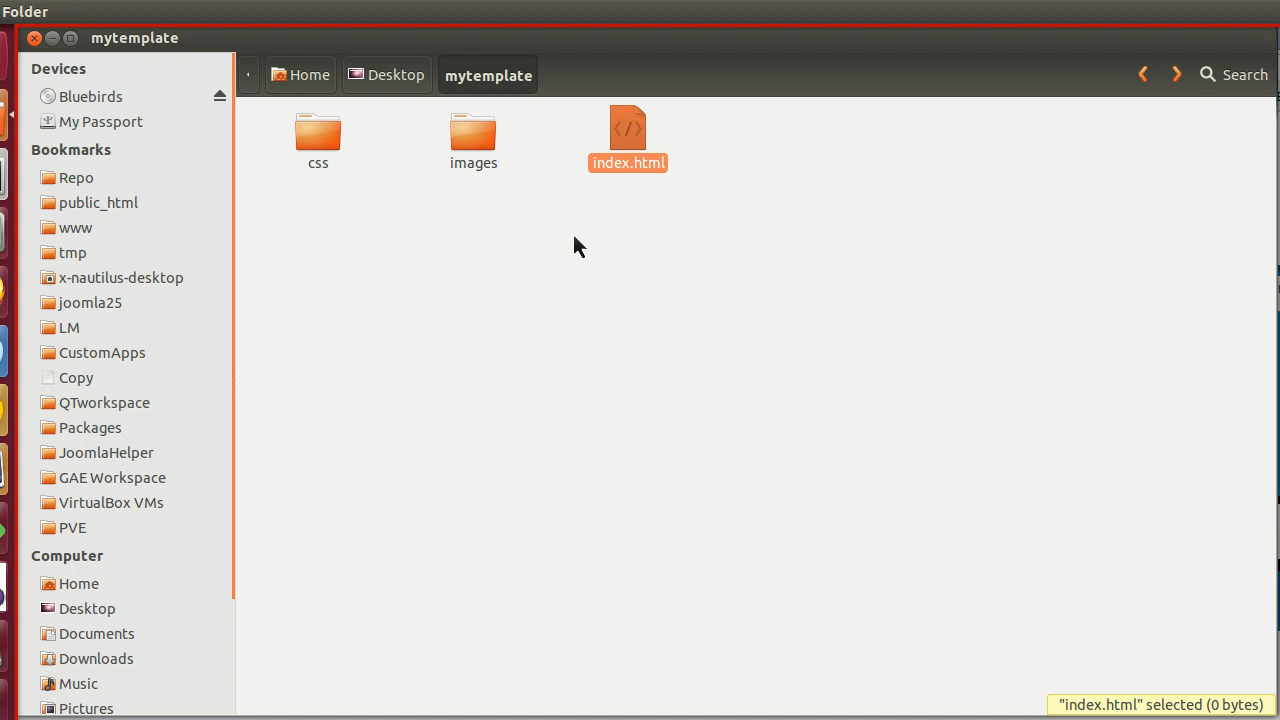 Folder
mytemplate
Devices
Bluebirds
My Passport
Bookmarks
Repo
public_html
www
tmp
x-nautilus-desktop
joomla25
LM
CustomApps
Copy
QTworkspace
Packages
JoomlaHelper
GAE Workspace
VirtualBox VMs
PVE
Computer
Home
Desktop
Documents
Downloads
Music
Pictures
Home Desktop mytemplate Search
css images index.html
"index.html" selected (0 bytes)